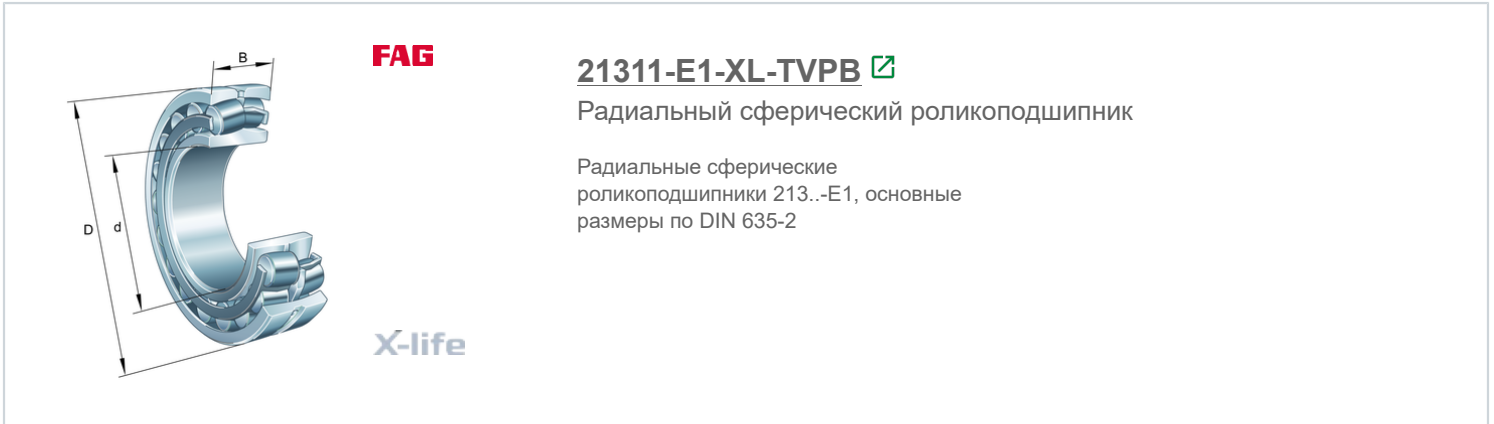 B
FAG
21311-E1-XL-TVPB
Радиальный сферический роликоподшипник
D
d
Радиальные сферические
роликоподшипники 213..-E1, основные
размеры по DIN 635-2
X-life